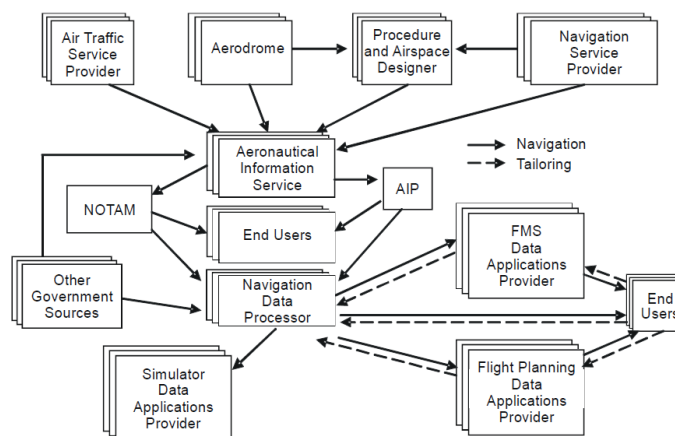 Air Traffic
Service
Provider
Aerodrome
Procedure
and Airspace
Designer
Navigation
Service
Provider
Aeronautical
Information
Service
Navigation
Tailoring
NOTAM
AIP
End Users
FMS
Data
Applications
Provider
Other
Government
Sources
Navigation
Data
Processor
End
Users
Simulator
Data
Applications
Provider
Flight Planning
Data
Applications
Provider